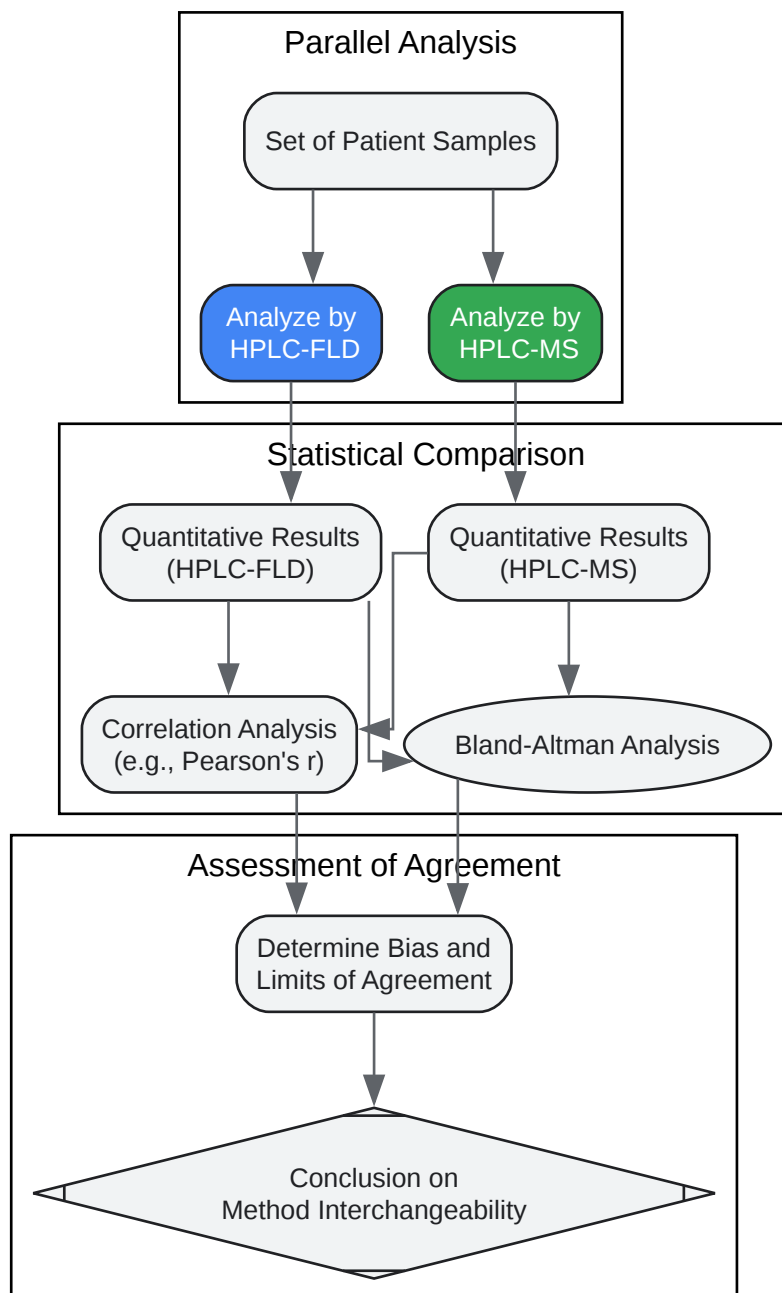 Parallel Analysis
Set of Patient Samples
Analyze by
HPLC-FLD
Analyze by
HPLC-MS
Statistical Comparison
Quantitative Results
(HPLC-FLD)
Quantitative Results
(HPLC-MS)
Correlation Analysis
(e.g., Pearson's r)
Bland-Altman Analysis
Assessment of Agreement
Determine Bias and
Limits of Agreement
Conclusion on
Method Interchangeability